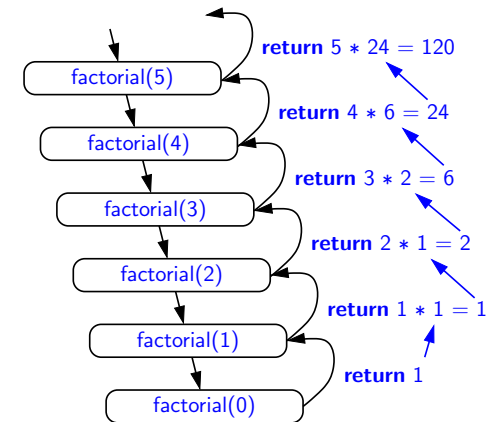 return 5 ∗ 24 = 120
factorial(5)
return 4 ∗ 6 = 24
factorial(4)
return 3 ∗ 2 = 6
factorial(3)
return 2 ∗ 1 = 2
factorial(2)
return 1 ∗ 1 = 1
factorial(1)
return 1
factorial(0)